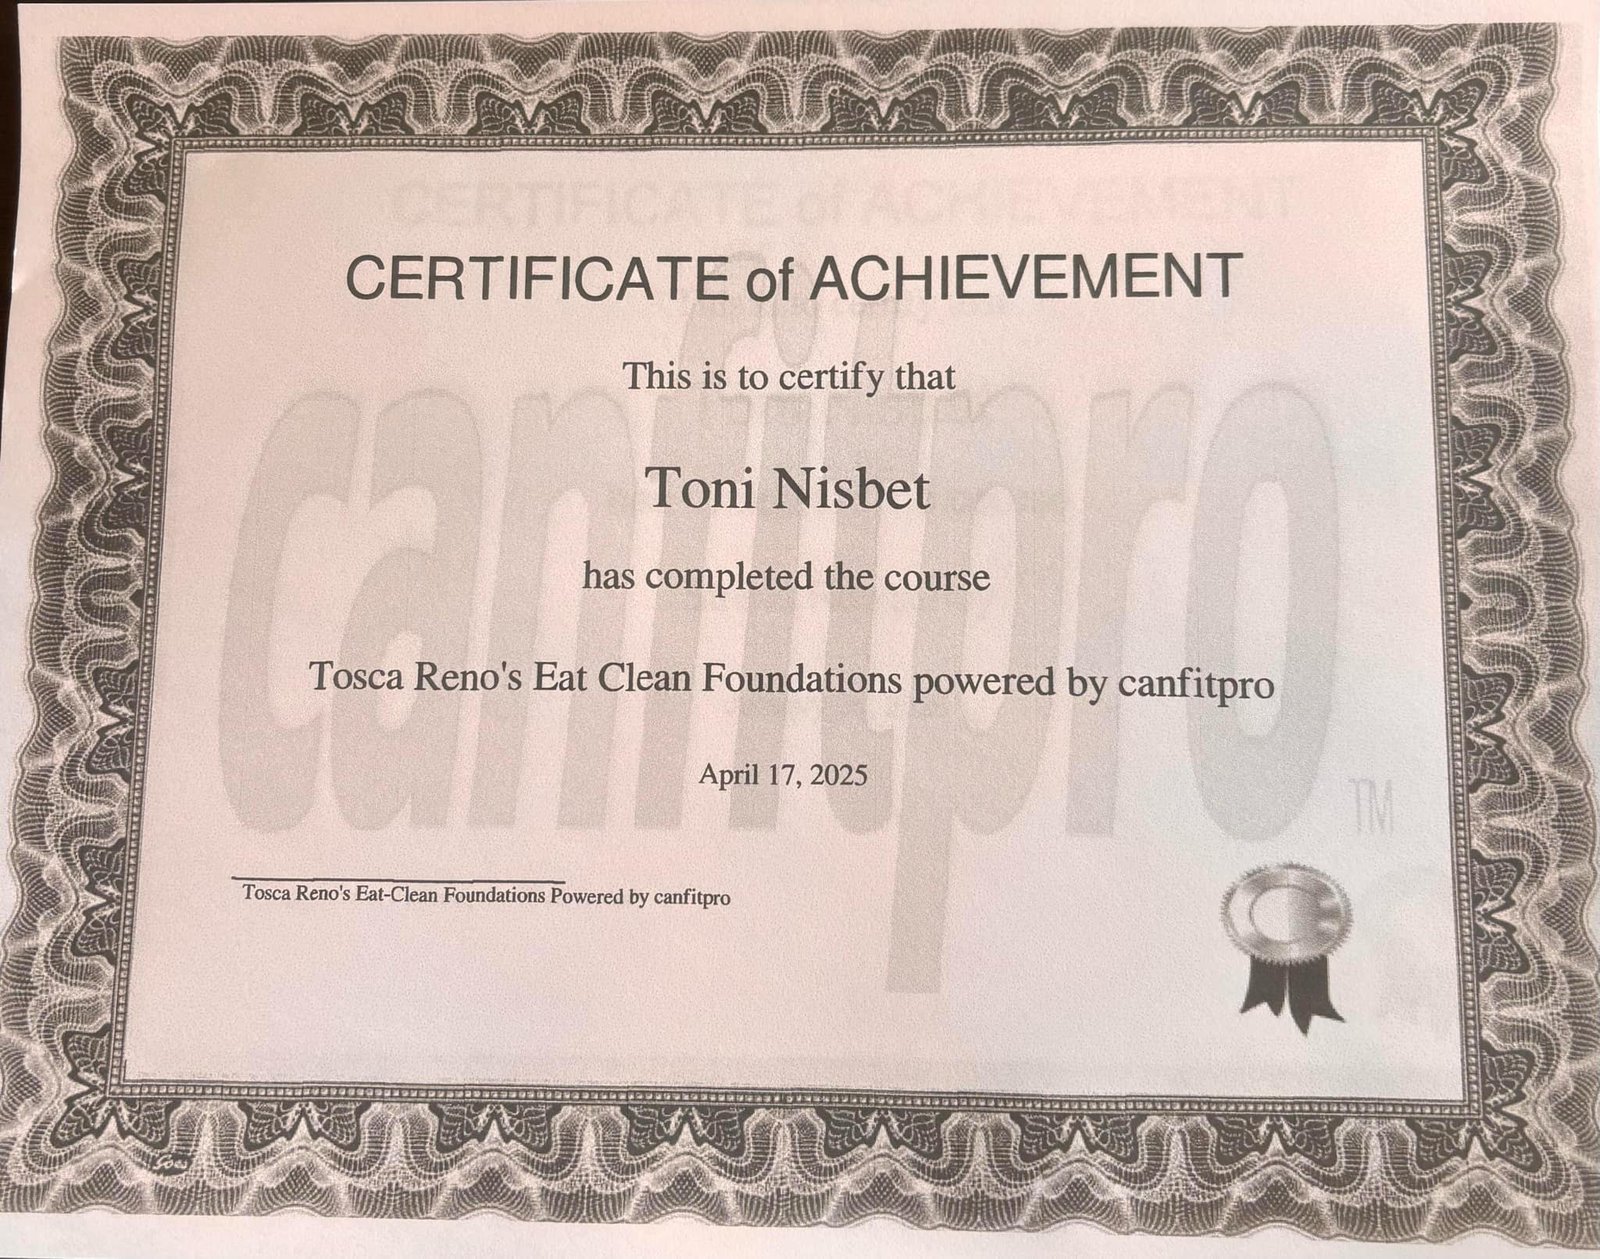 CERTIFICATE of ACHIEVEMENT
This is to certify that
Toni Nisbet
has completed the course
Tosca Reno's Eat Clean Foundations powered by canfitpro
April 17, 2025
Tosca Reno's Eat-Clean Foundations Powered by canfitpro
canfitpro
TM
Goes